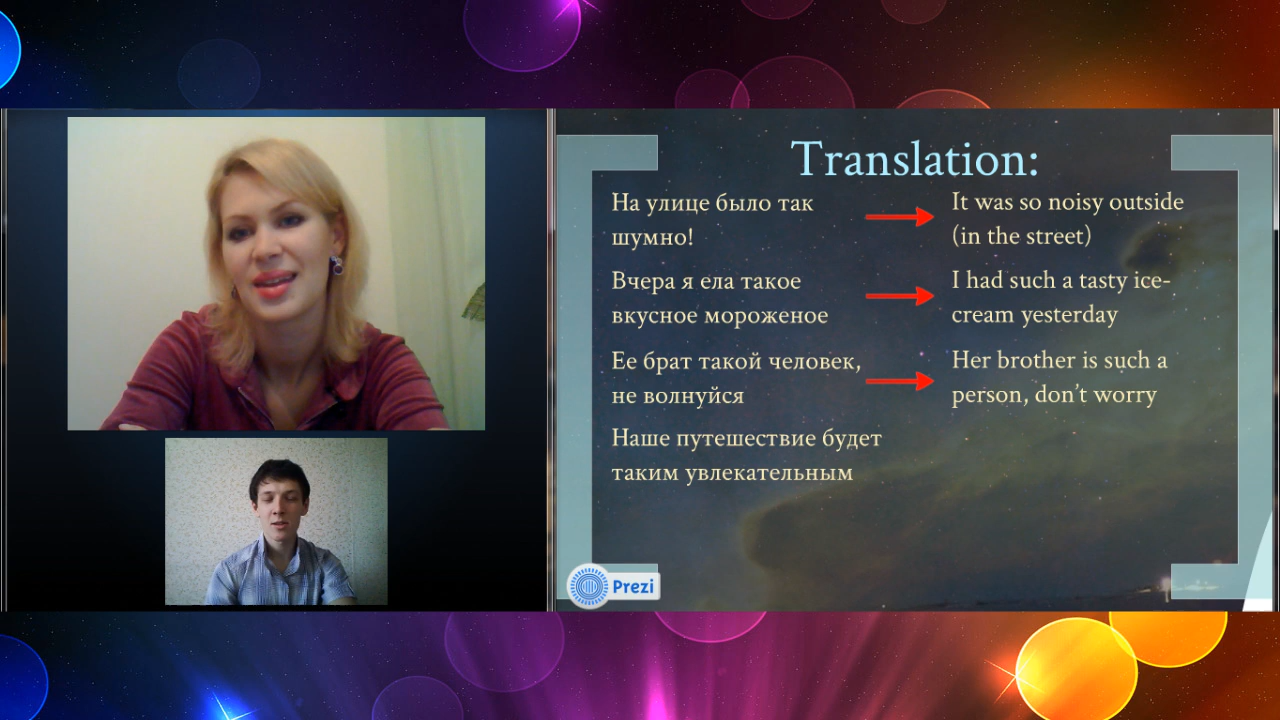 Translation:
На улице было так
шумно!
It was so noisy outside
(in the street)
Вчера я ела такое
вкусное мороженое
I had such a tasty ice-
cream yesterday
Ее брат такой человек,
не волнуйся
Her brother is such a
person, don't worry
Наше путешествие будет
таким увлекательным
Prezi